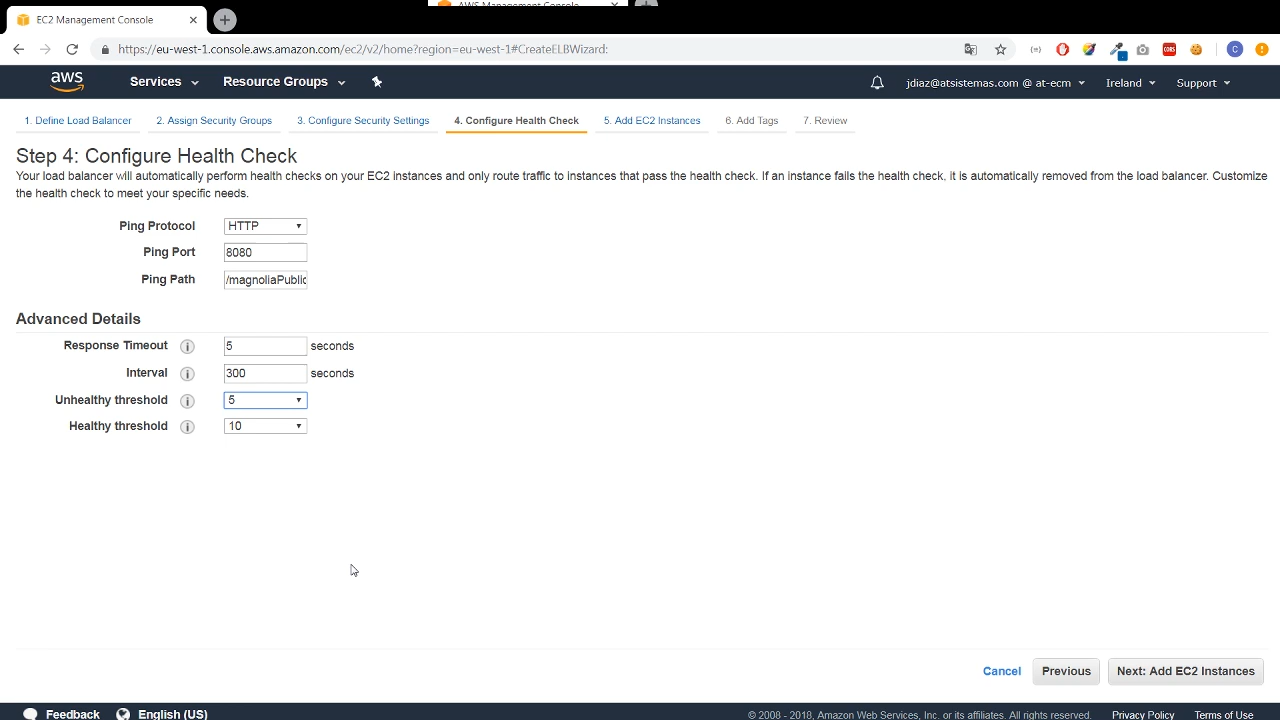 EC2 Management Console
AWS Management Console
https://eu-west-1.console.aws.amazon.com/ec2/v2/home?region=eu-west-1#CreateELBWizard:
CORS
C
aws
Services
Resource Groups
jdiaz@atsistemas.com @ at-ecm
Ireland
Support
1. Define Load Balancer
2. Assign Security Groups
3. Configure Security Settings
4. Configure Health Check
5. Add EC2 Instances
6. Add Tags
7. Review
Step 4: Configure Health Check
Your load balancer will automatically perform health checks on your EC2 instances and only route traffic to instances that pass the health check. If an instance fails the health check, it is automatically removed from the load balancer. Customize
the health check to meet your specific needs.
Ping Protocol HTTP
Ping Port 8080
Ping Path /magnoliaPublic
Advanced Details
Response Timeout 5 seconds
Interval 300 seconds
Unhealthy threshold 5
Healthy threshold 10
Cancel
Previous
Next: Add EC2 Instances
Feedback
English (US)
© 2008 - 2018, Amazon Web Services, Inc. or its affiliates. All rights reserved.
Privacy Policy
Terms of Use